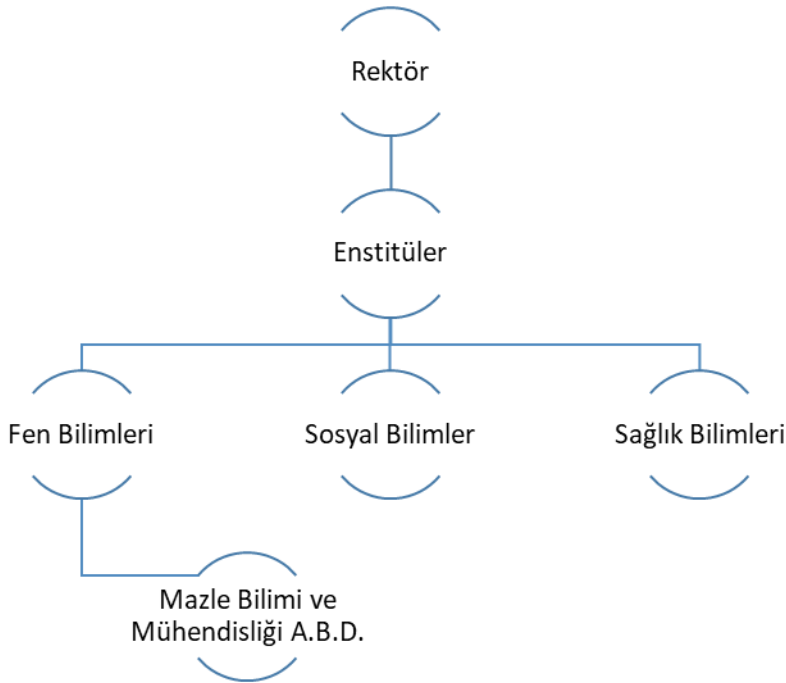 Rektör
Enstitüler
Fen Bilimleri
Sosyal Bilimler
Sağlık Bilimleri
Mazle Bilimi ve
Mühendisliği A.B.D.